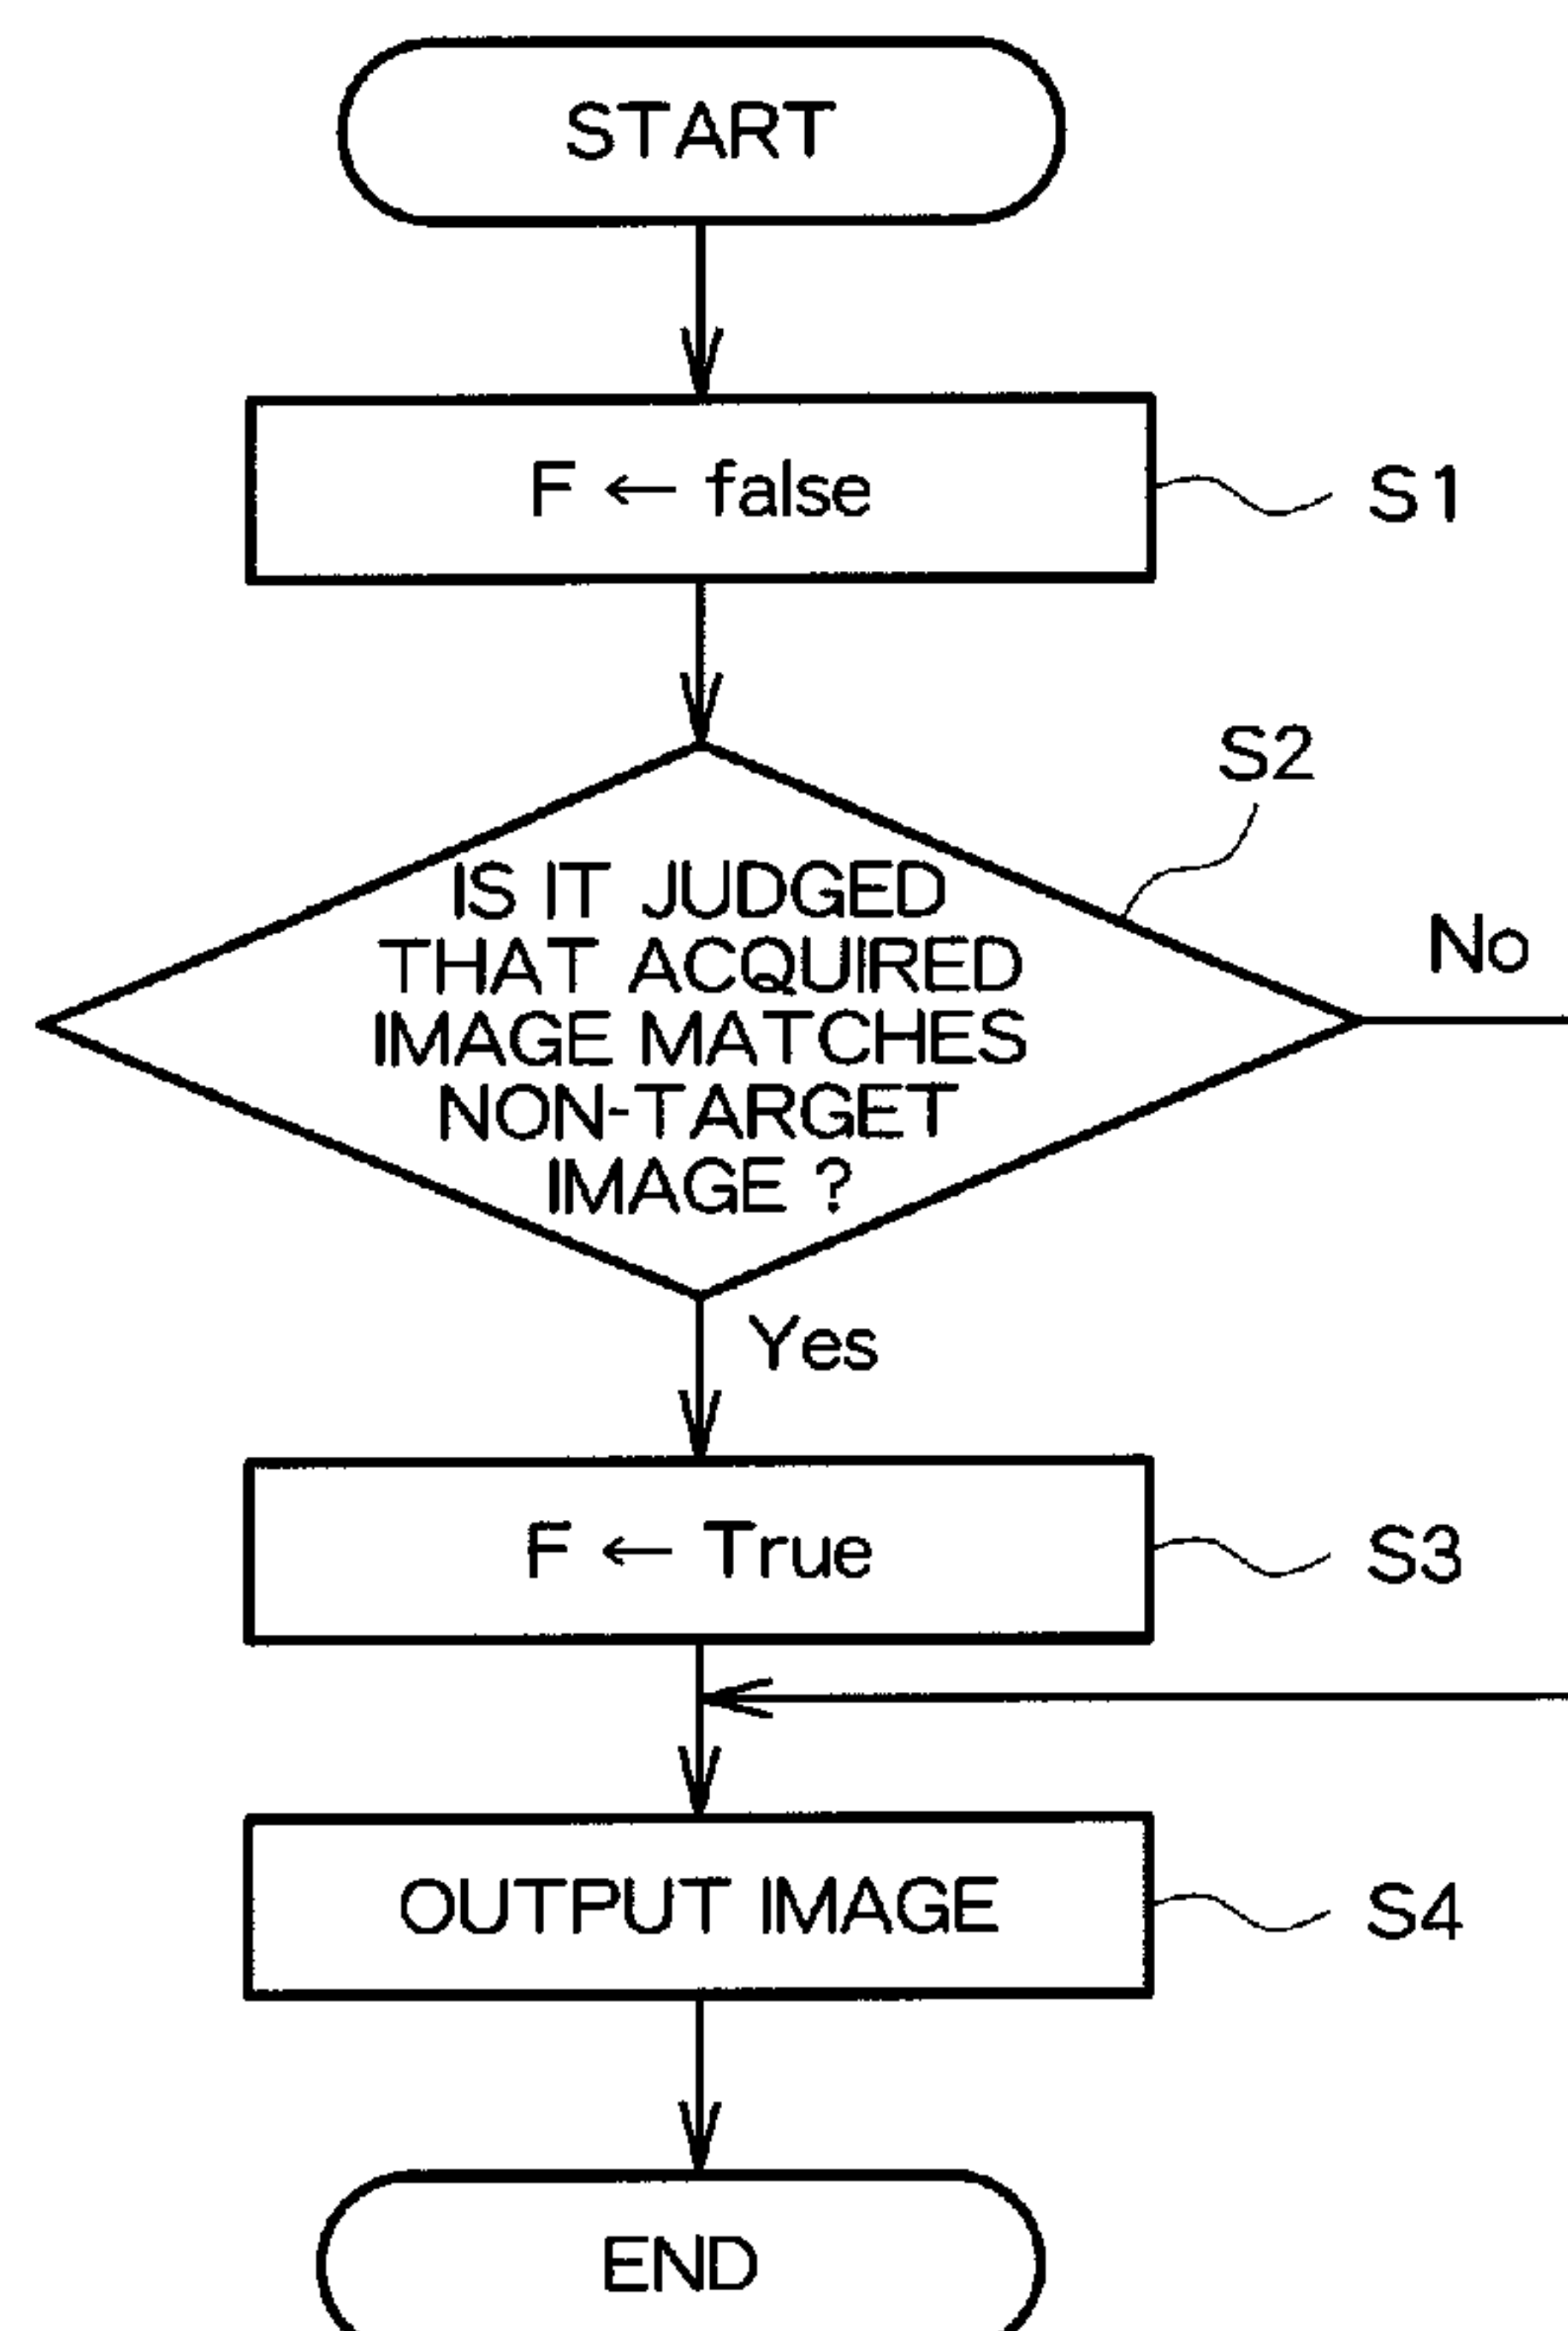 START
F ← false
S1
S2
IS IT JUDGED
THAT ACQUIRED
IMAGE MATCHES
NON-TARGET
IMAGE ?
No
Yes
F ← True
S3
OUTPUT IMAGE
S4
END